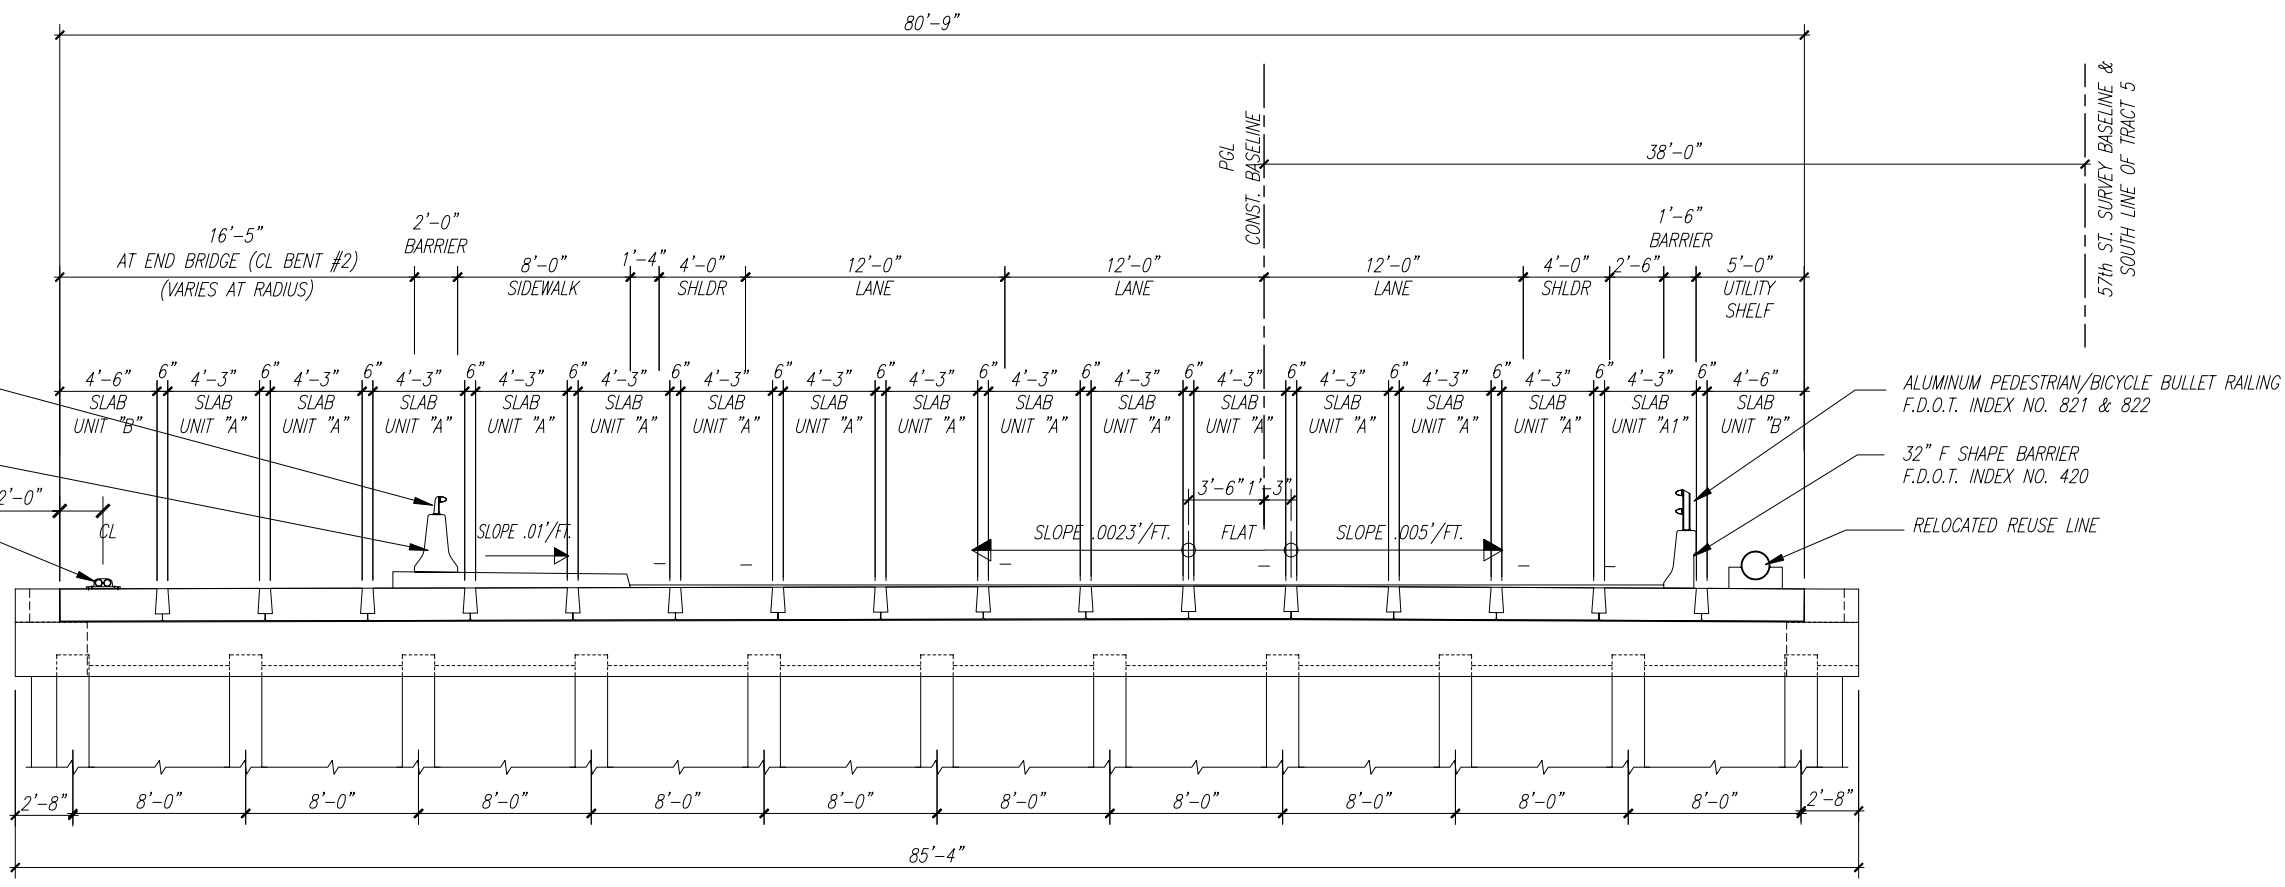 80'-9"
57th ST. SURVEY BASELINE &
SOUTH LINE OF TRACT 5
PGL
CONST. BASELINE
38'-0"
16'-5"
AT END BRIDGE (CL BENT #2)
(VARIES AT RADIUS)
2'-0"
BARRIER
8'-0"
SIDEWALK
1'-4"
4'-0"
SHLDR
12'-0"
LANE
12'-0"
LANE
12'-0"
LANE
4'-0"
SHLDR
2'-6"
1'-6"
BARRIER
5'-0"
UTILITY
SHELF
4'-6" 6" 4'-3" 6" 4'-3" 6" 4'-3" 6" 4'-3" 6" 4'-3" 6" 4'-3" 6" 4'-3" 6" 4'-3" 6" 4'-3" 6" 4'-3" 6" 4'-3" 6" 4'-3" 6" 4'-3" 6" 4'-3" 6" 4'-3" 6" 4'-6"
SLAB SLAB SLAB SLAB SLAB SLAB SLAB SLAB SLAB SLAB SLAB SLAB SLAB SLAB SLAB SLAB SLAB
UNIT "B" UNIT "A" UNIT "A" UNIT "A" UNIT "A" UNIT "A" UNIT "A" UNIT "A" UNIT "A" UNIT "A" UNIT "A" UNIT "A" UNIT "A" UNIT "A" UNIT "A" UNIT "A1" UNIT "B"
ALUMINUM PEDESTRIAN/BICYCLE BULLET RAILING
F.D.O.T. INDEX NO. 821 & 822
32" F SHAPE BARRIER
F.D.O.T. INDEX NO. 420
RELOCATED REUSE LINE
2'-0"
CL
SLOPE .01'/FT.
3'-6" 1'-3"
SLOPE .0023'/FT.
FLAT
SLOPE .005'/FT.
2'-8" 8'-0" 8'-0" 8'-0" 8'-0" 8'-0" 8'-0" 8'-0" 8'-0" 8'-0" 8'-0" 2'-8"
85'-4"